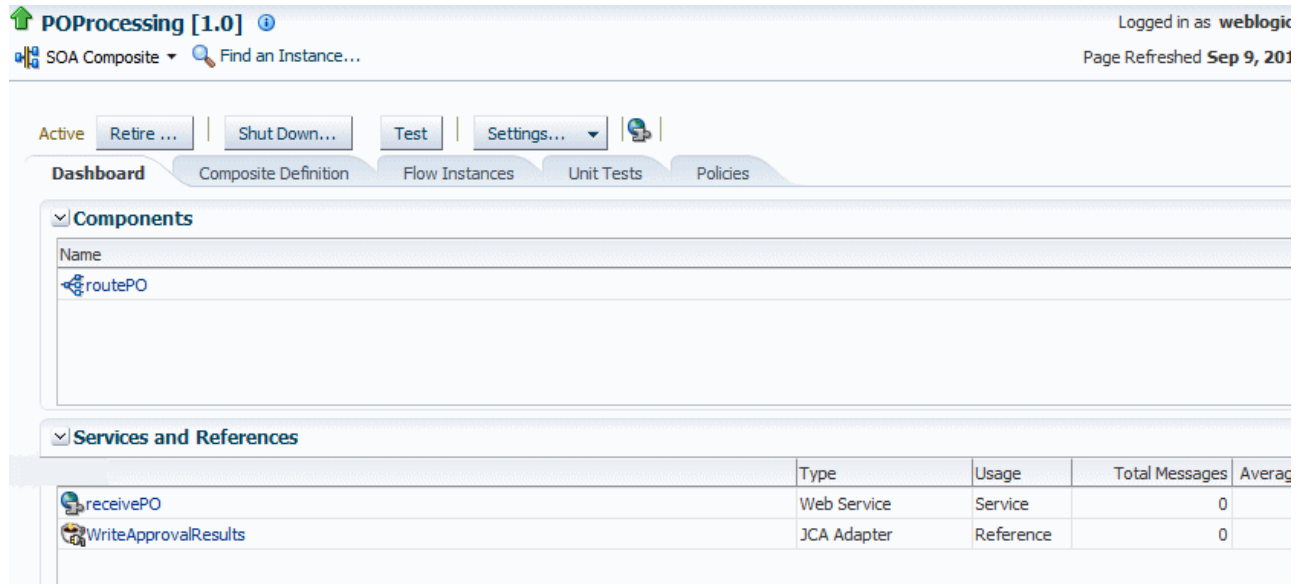 POProcessing [1.0]
Logged in as weblogic
SOA Composite Find an Instance...
Page Refreshed Sep 9, 201
Active Retire ... Shut Down... Test Settings...
Dashboard Composite Definition Flow Instances Unit Tests Policies
Components
Name
routePO
Services and References
Type Usage Total Messages Averag
receivePO Web Service Service 0
WriteApprovalResults JCA Adapter Reference 0